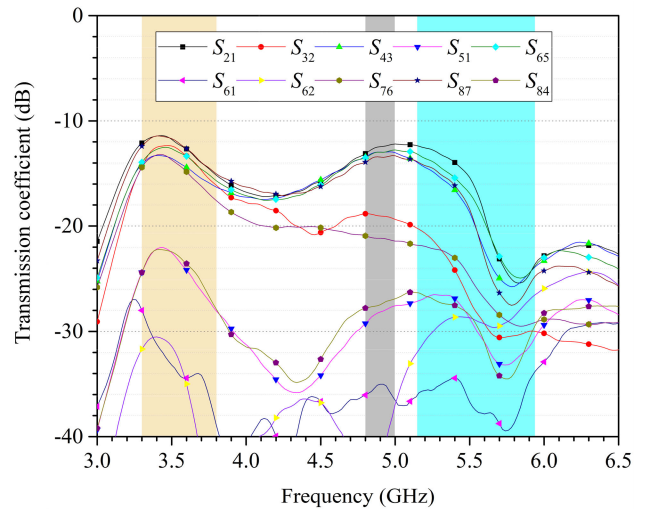 0
-10
-20
-30
-40
Transmission coefficient (dB)
S21 S32 S43 S51 S65
S61 S62 S76 S87 S84
3.0 3.5 4.0 4.5 5.0 5.5 6.0 6.5
Frequency (GHz)